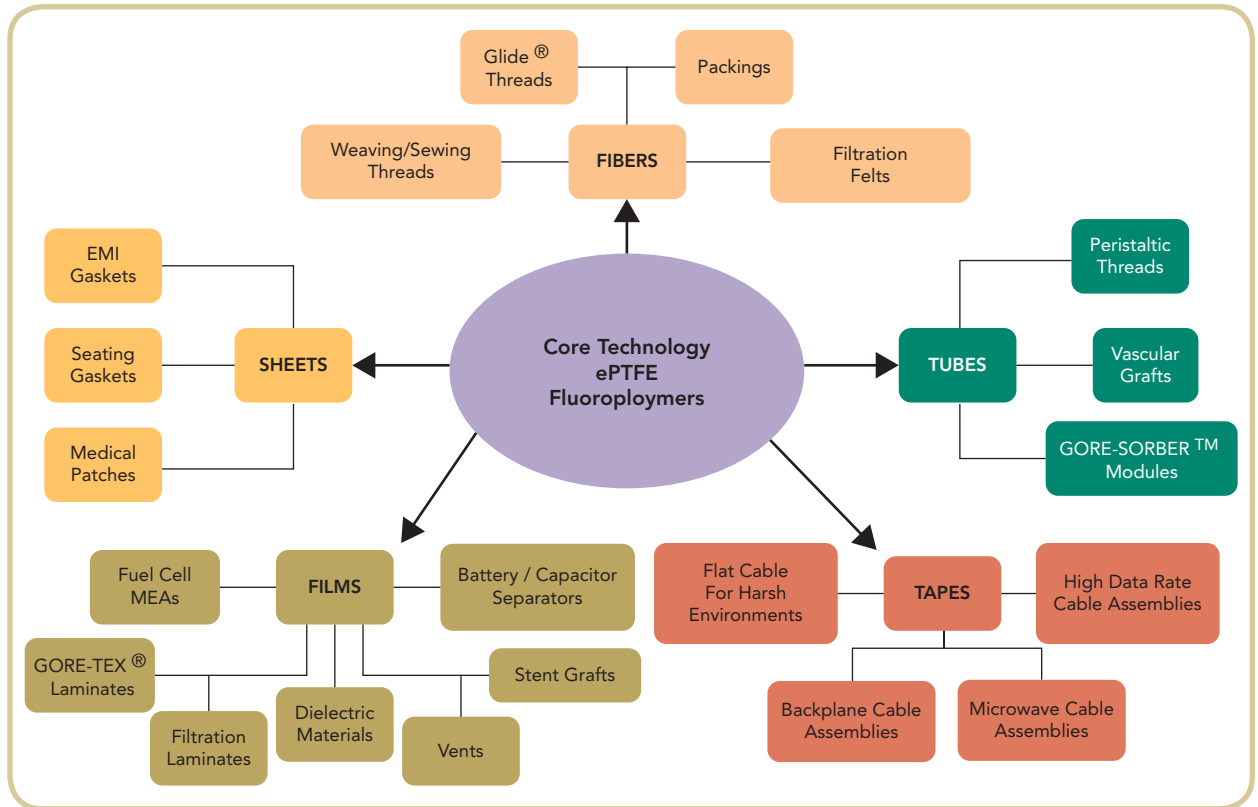 Glide ®
Threads
Packings
Weaving/Sewing
Threads
FIBERS
Filtration
Felts
EMI
Gaskets
Seating
Gaskets
Medical
Patches
SHEETS
Core Technology
ePTFE
Fluoroploymers
TUBES
Peristaltic
Threads
Vascular
Grafts
GORE-SORBER ™
Modules
Fuel Cell
MEAs
FILMS
Battery / Capacitor
Separators
GORE-TEX ®
Laminates
Filtration
Laminates
Dielectric
Materials
Vents
Stent Grafts
Flat Cable
For Harsh
Environments
TAPES
High Data Rate
Cable Assemblies
Backplane Cable
Assemblies
Microwave Cable
Assemblies